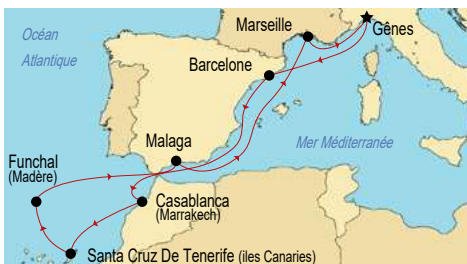 Océan
Atlantique
Marseille
Gênes
Barcelone
Malaga
Mer Méditerranée
Funchal
(Madère)
Casablanca
(Marrakech)
Santa Cruz De Tenerife (îles Canaries)